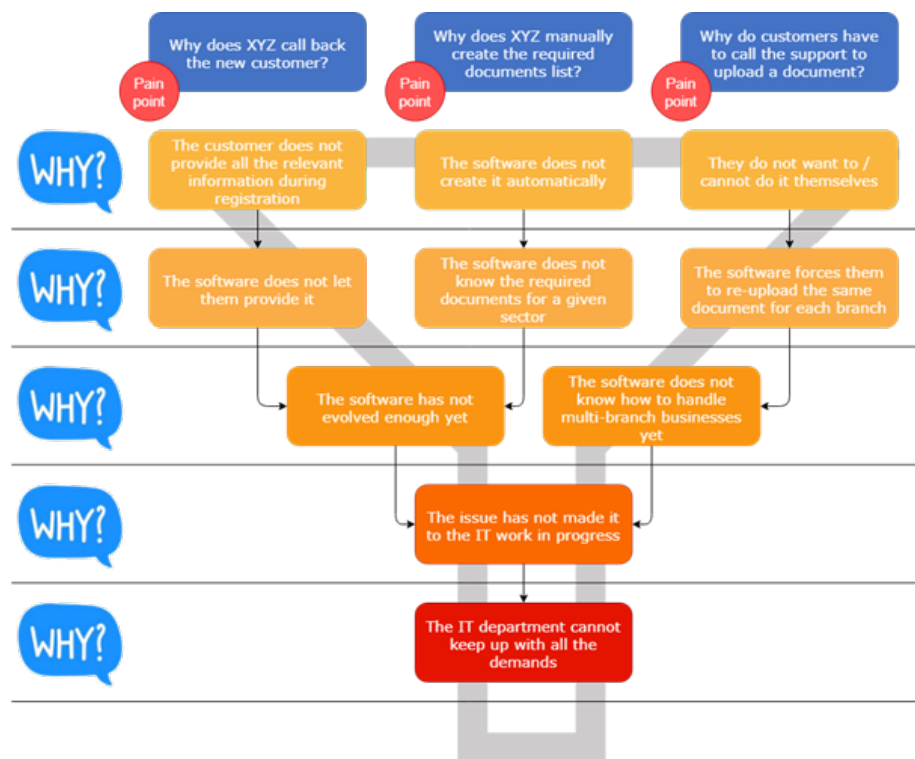 Why does XYZ call back
the new customer?
Pain
point
Why does XYZ manually
create the required
documents list?
Pain
point
Why do customers have
to call the support to
upload a document?
Pain
point
WHY?
The customer does not
provide all the relevant
information during
registration
The software does not
create it automatically
They do not want to /
cannot do it themselves
WHY?
The software does not let
them provide it
The software does not
know the required
documents for a given
sector
The software forces them
to re-upload the same
document for each branch
WHY?
The software has not
evolved enough yet
The software does not
know how to handle
multi-branch businesses
yet
WHY?
The issue has not made it
to the IT work in progress
WHY?
The IT department cannot
keep up with all the
demands